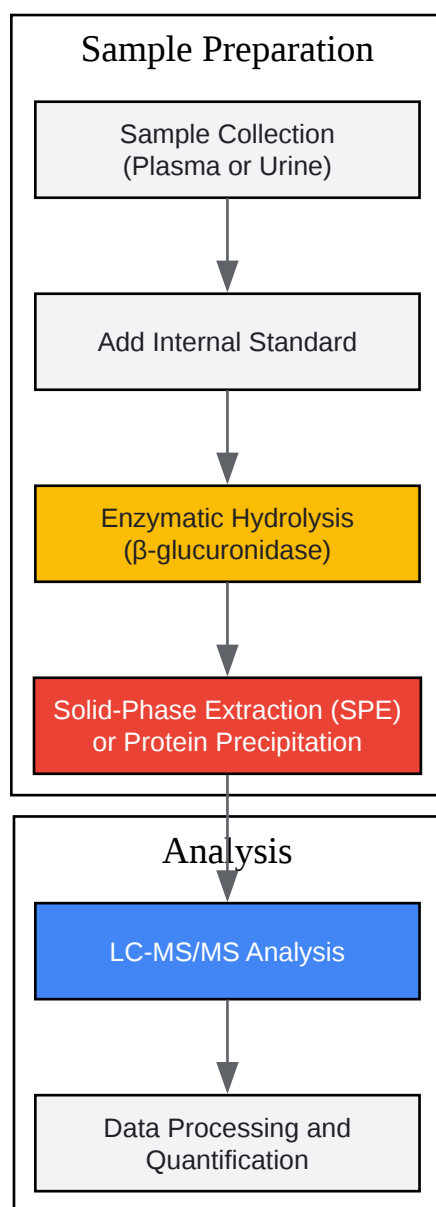 Sample Preparation
Sample Collection
(Plasma or Urine)
Add Internal Standard
Enzymatic Hydrolysis
(β-glucuronidase)
Solid-Phase Extraction (SPE)
or Protein Precipitation
Analysis
LC-MS/MS Analysis
Data Processing and
Quantification